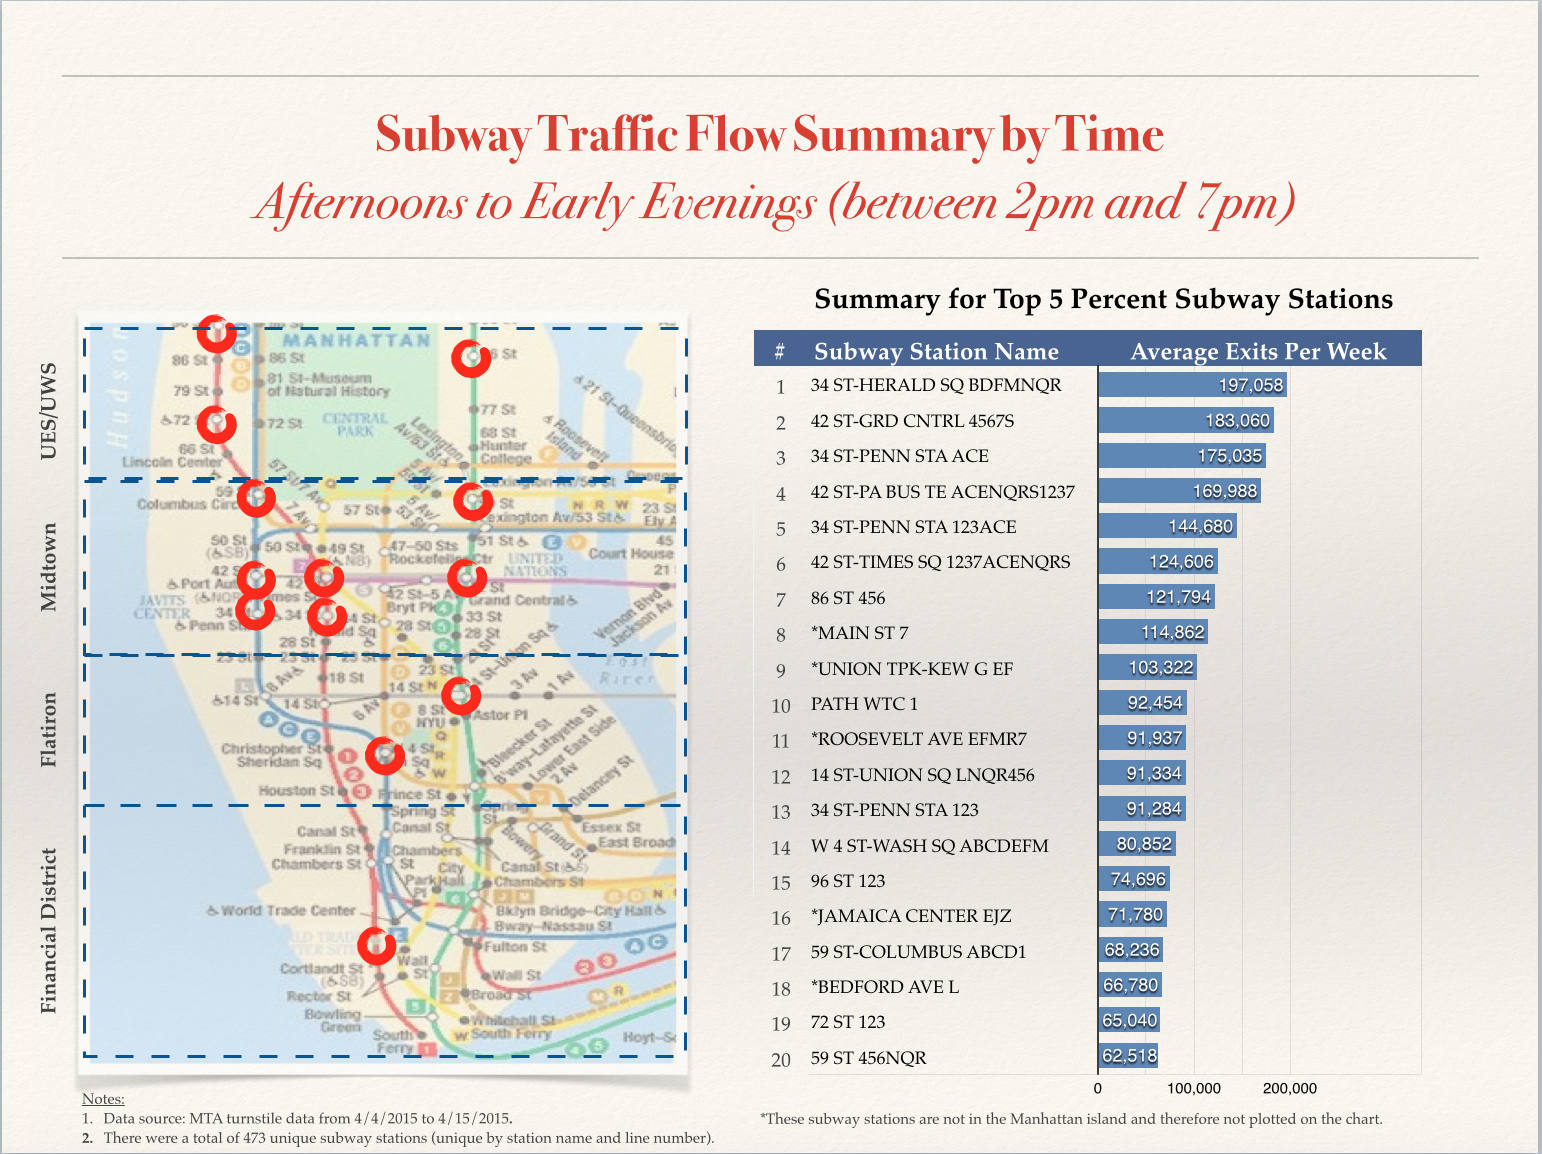 Subway Traffic Flow Summary by Time
Afternoons to Early Evenings (between 2pm and 7pm)
Summary for Top 5 Percent Subway Stations
# Subway Station Name Average Exits Per Week
1 34 ST-HERALD SQ BDFMNQR 197,058
2 42 ST-GRD CNTRL 4567S 183,060
3 34 ST-PENN STA ACE 175,035
4 42 ST-PA BUS TE ACENQRS1237 169,988
5 34 ST-PENN STA 123ACE 144,680
6 42 ST-TIMES SQ 1237ACENQRS 124,606
7 86 ST 456 121,794
8 *MAIN ST 7 114,862
9 *UNION TPK-KEW G EF 103,322
10 PATH WTC 1 92,454
11 *ROOSEVELT AVE EFMR7 91,937
12 14 ST-UNION SQ LNQR456 91,334
13 34 ST-PENN STA 123 91,284
14 W 4 ST-WASH SQ ABCDEFM 80,852
15 96 ST 123 74,696
16 *JAMAICA CENTER EJZ 71,780
17 59 ST-COLUMBUS ABCD1 68,236
18 *BEDFORD AVE L 66,780
19 72 ST 123 65,040
20 59 ST 456NQR 62,518
0 100,000 200,000
*These subway stations are not in the Manhattan island and therefore not plotted on the chart.
UES/UWS
Midtown
Flatiron
Financial District
Hudson
MANHATTAN
86 St
86 St
79 St
81 St–Museum
of Natural History
72
72 St
CENTRAL
PARK
77 St
68 St
Hunter
College
66 St
Lincoln Center
21 St–Queensbridge
Roosevelt
Island
Lexington
Av/63 St
59
Columbus Circ
57 St 7 Av
7 Av
57 St
5 Av/
53 St
Lexington Av/53 St
N R W
50 St
50 St
49 St
47–50 Sts
Rockefeller Ctr
51 St
UNITED
NATIONS
Court House
42 S
Port Au
JAVITS
CENTER
34
Penn St
42 St–5 A
Bryt Pk
Grand Central
33 St
28 St
28 St
28 St
Vernon Blvd
Jackson Av
23 St
23 St
23 St
23 St
East
River
18 St
14 St
14 St
14 St
8 Av
6 Av
3 Av
1 Av
8 St
NYU
Astor Pl
Christopher St
Sheridan Sq
Houston St
Prince St
Bleecker St
B'way–Lafayette St
Lower East Side
2 Av
Delancey St
Spring St
Spring
St
Canal St
Canal St
Franklin St
Chambers St
Chambers
St
Bowery
Grand St
Essex St
East Broad
City
Hall
Park
Pl
Canal St
Chambers St
World Trade Center
Bklyn Bridge–City Hall
Bway–Nassau St
Fulton St
Cortlandt St
Rector St
Wall
St
Wall St
Broad St
Bowling
Green
Whitehall St
South Ferry
South
Ferry
Hoyt–Sc
Notes:
1. Data source: MTA turnstile data from 4/4/2015 to 4/15/2015.
2. There were a total of 473 unique subway stations (unique by station name and line number).